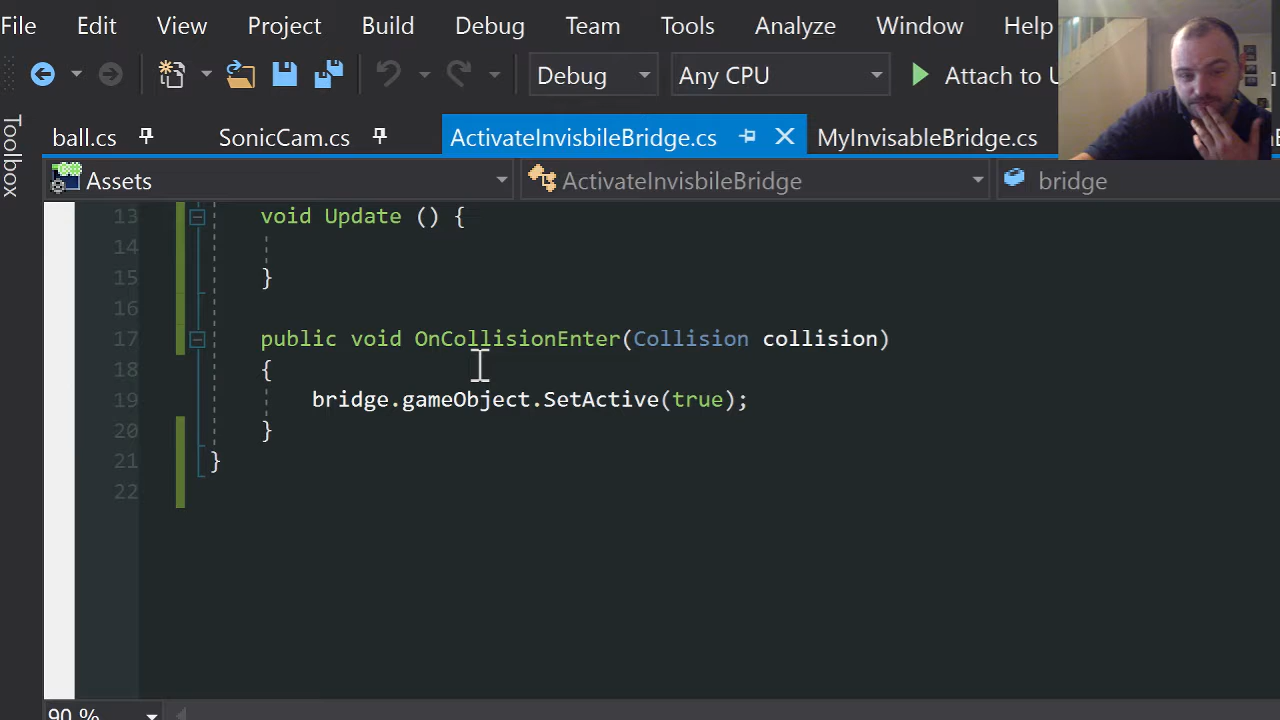 File Edit View Project Build Debug Team Tools Analyze Window Help
Debug Any CPU Attach to U
Toolbox
ball.cs SonicCam.cs ActivateInvisbileBridge.cs MyInvisableBridge.cs
Assets ActivateInvisbileBridge bridge
13 void Update () {
14
15 }
16
17 public void OnCollisionEnter(Collision collision)
18 {
19 bridge.gameObject.SetActive(true);
20 }
21 }
22
90 %